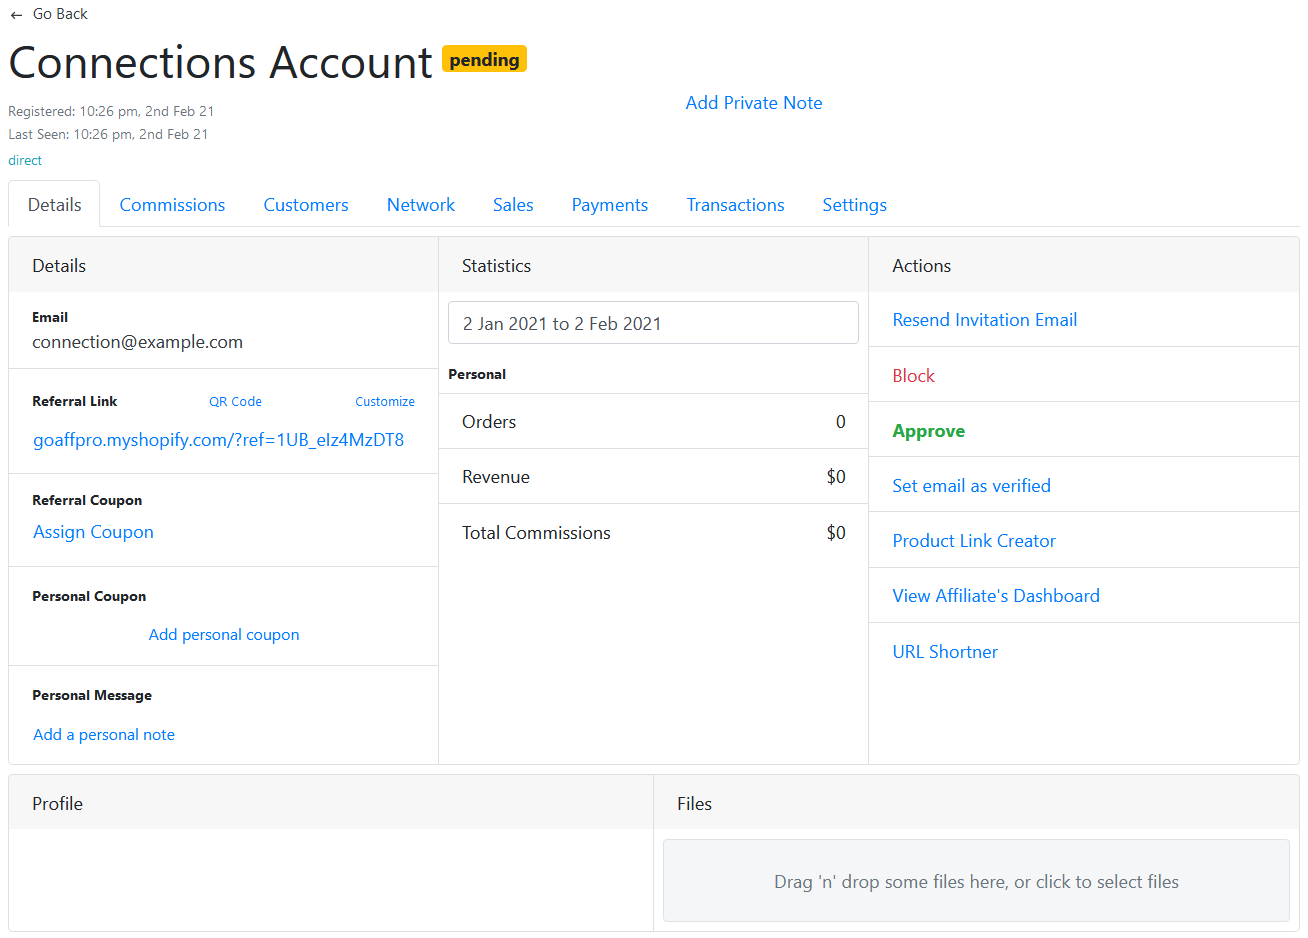 ← Go Back
Connections Account pending
Registered: 10:26 pm, 2nd Feb 21
Last Seen: 10:26 pm, 2nd Feb 21
direct
Add Private Note
Details Commissions Customers Network Sales Payments Transactions Settings
Details
Email
connection@example.com
Referral Link QR Code Customize
goaffpro.myshopify.com/?ref=1UB_eIz4MzDT8
Referral Coupon
Assign Coupon
Personal Coupon
Add personal coupon
Personal Message
Add a personal note
Statistics
2 Jan 2021 to 2 Feb 2021
Personal
Orders 0
Revenue $0
Total Commissions $0
Actions
Resend Invitation Email
Block
Approve
Set email as verified
Product Link Creator
View Affiliate's Dashboard
URL Shortner
Profile
Files
Drag 'n' drop some files here, or click to select files